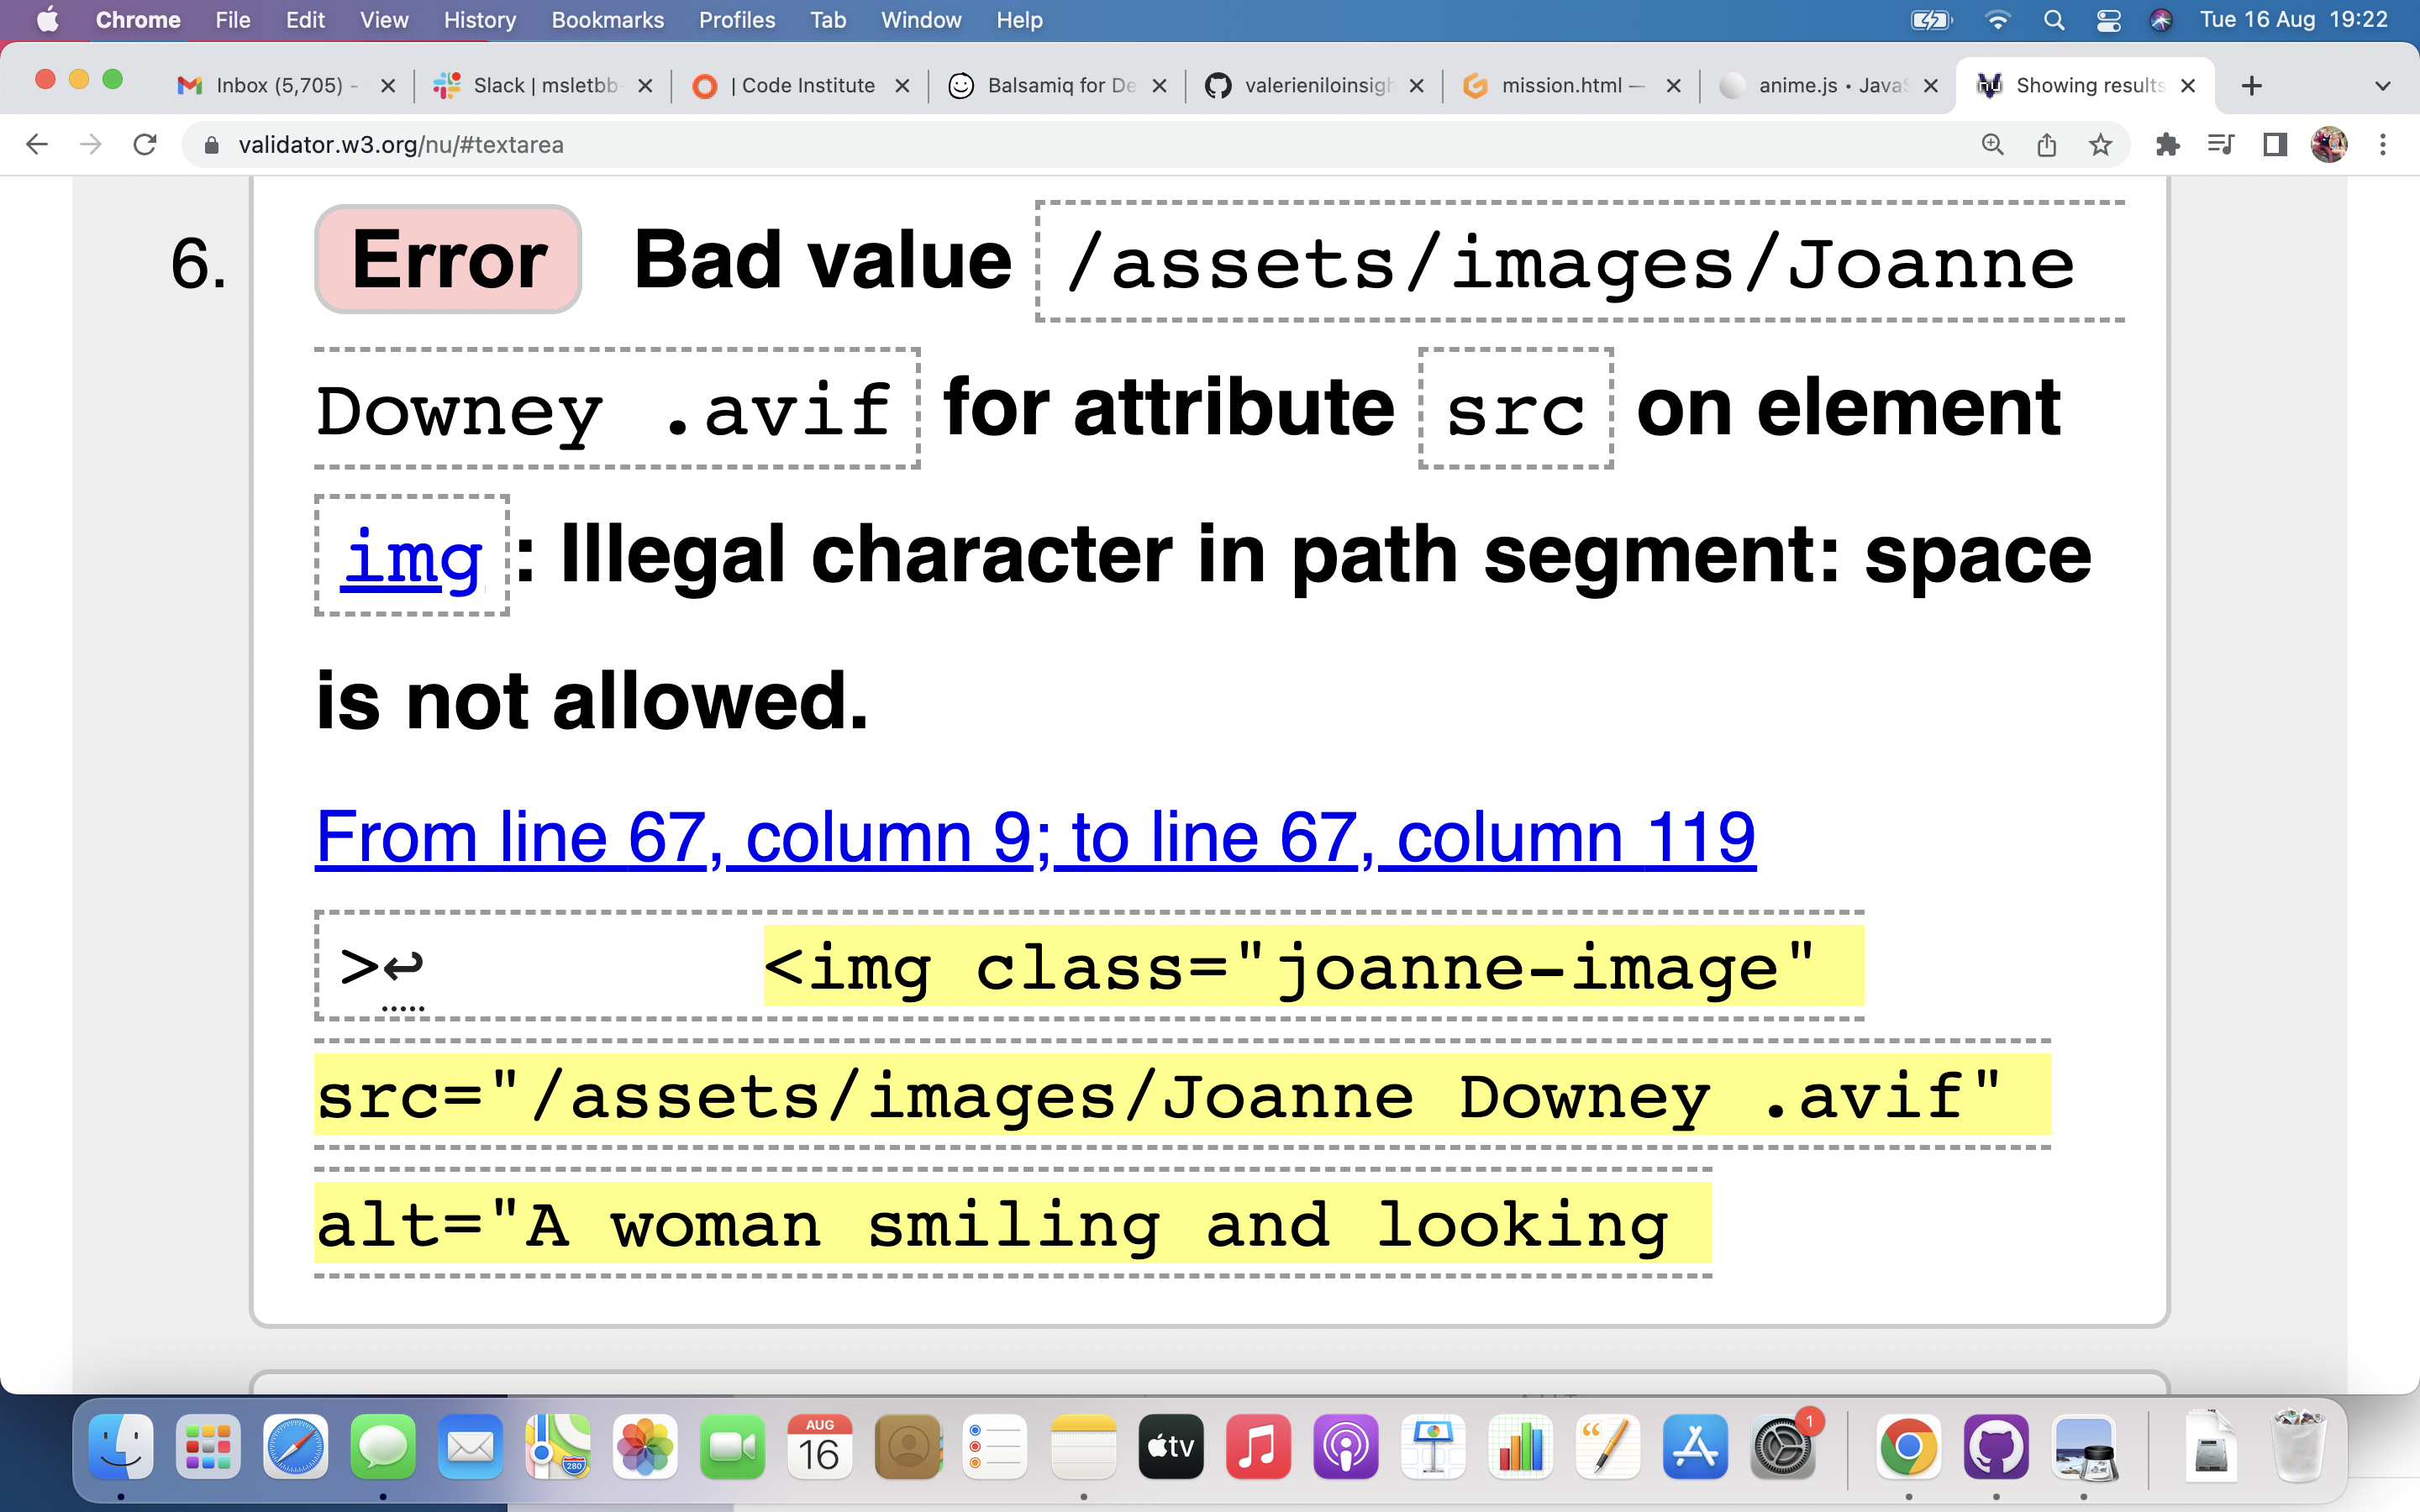 Chrome File Edit View History Bookmarks Profiles Tab Window Help Tue 16 Aug 19:22
Inbox (5,705) - Slack | msletbb- | Code Institute Balsamiq for De valerieniloinsigh mission.html — anime.js • Javas Showing results
validator.w3.org/nu/#textarea
6. Error Bad value /assets/images/Joanne
Downey .avif for attribute src on element
img : Illegal character in path segment: space
is not allowed.
From line 67, column 9; to line 67, column 119
>↩ <img class="joanne-image"
src="/assets/images/Joanne Downey .avif"
alt="A woman smiling and looking
AUG
16
280
tv
1